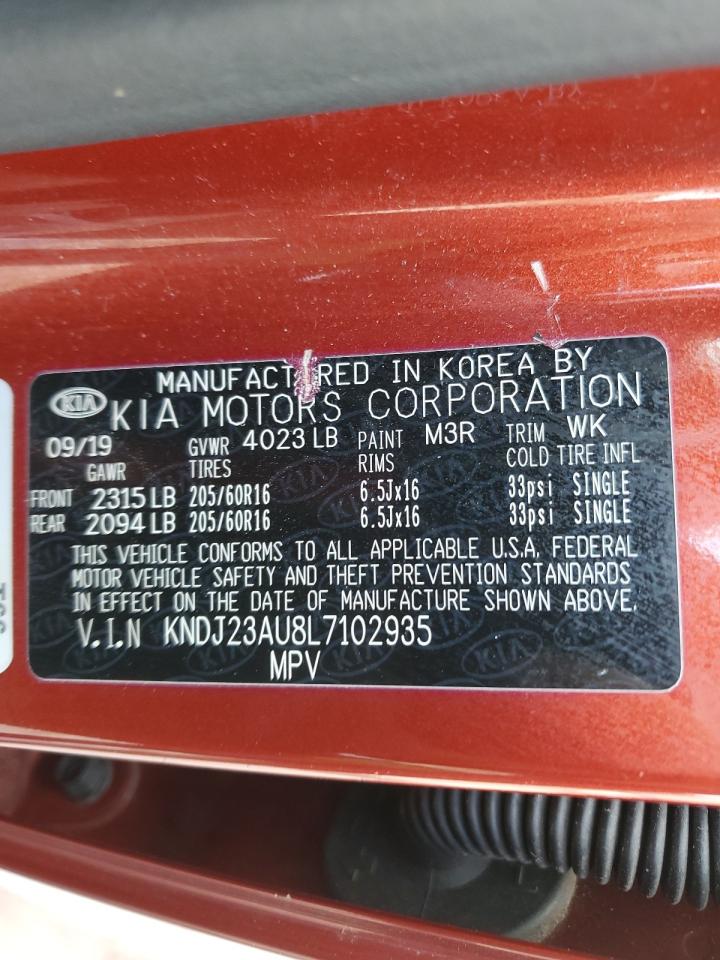 MANUFACTURED IN KOREA BY
KIA KIA MOTORS CORPORATION
09/19 GVWR 4023 LB PAINT M3R TRIM WK
GAWR TIRES RIMS COLD TIRE INFL
FRONT 2315 LB 205/60R16 6.5Jx16 33psi SINGLE
REAR 2094 LB 205/60R16 6.5Jx16 33psi SINGLE
THIS VEHICLE CONFORMS TO ALL APPLICABLE U.S.A. FEDERAL
MOTOR VEHICLE SAFETY AND THEFT PREVENTION STANDARDS
IN EFFECT ON THE DATE OF MANUFACTURE SHOWN ABOVE.
V.I.N KNDJ23AU8L7102935
MPV